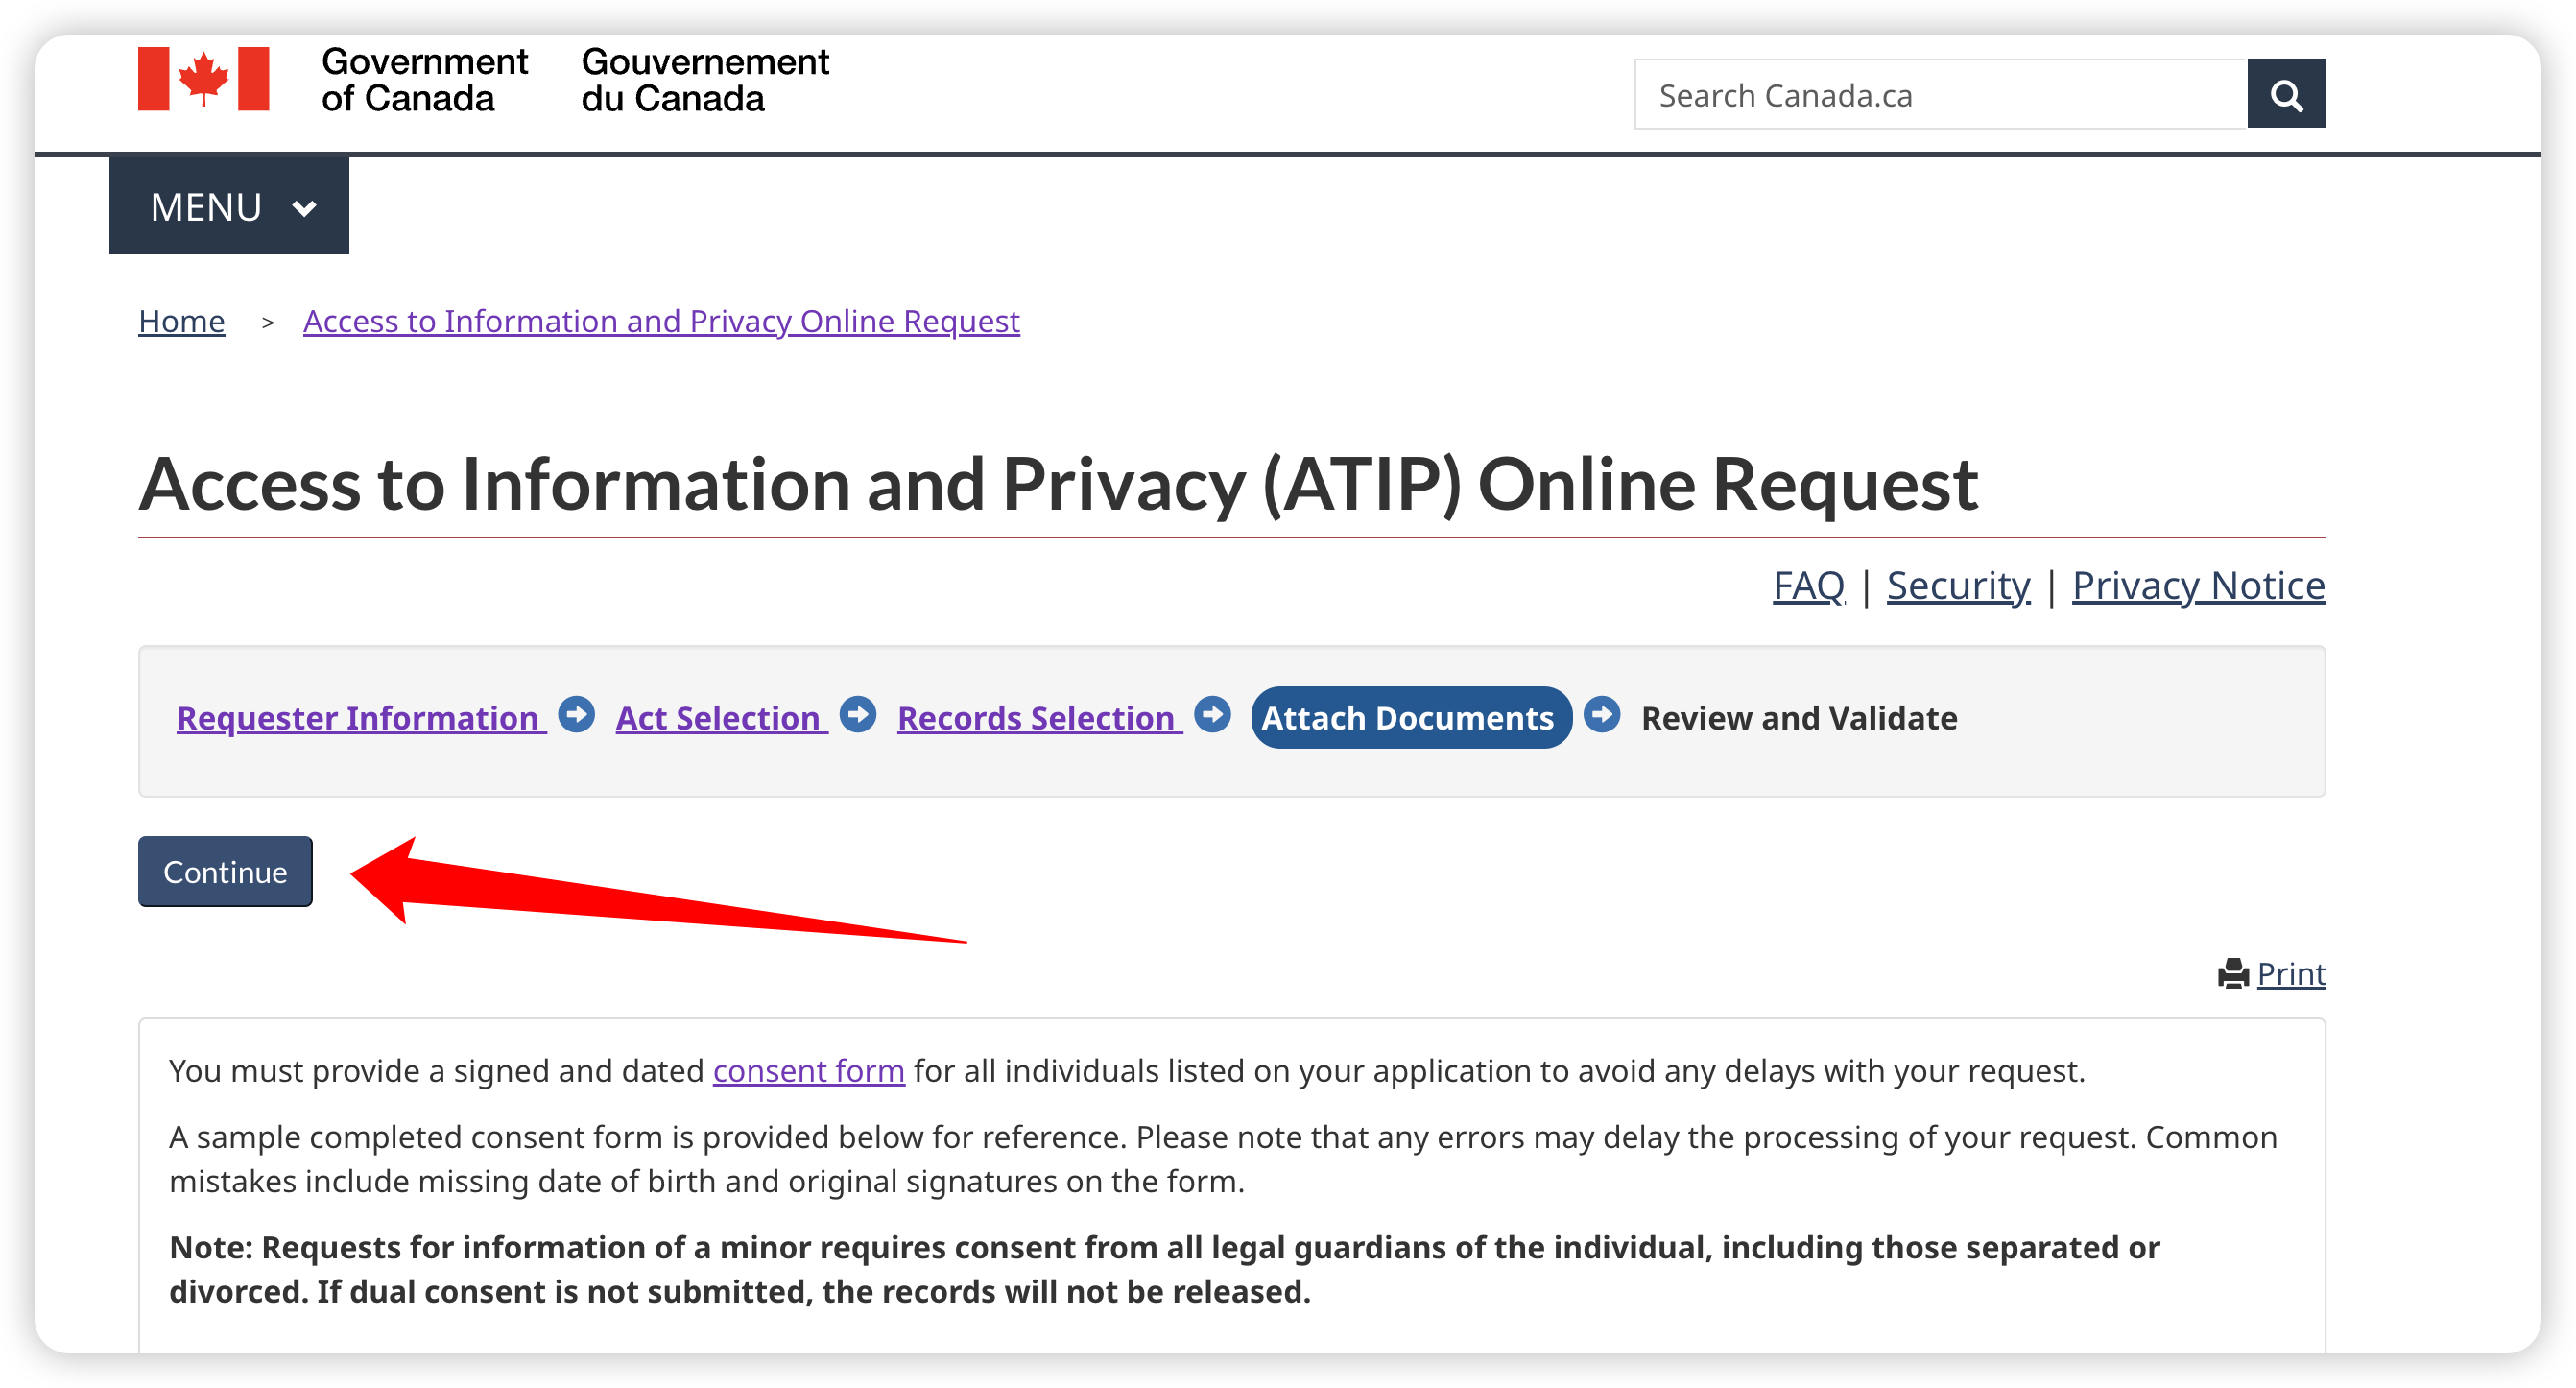 Government of Canada
Gouvernement du Canada
Search Canada.ca
MENU
Home > Access to Information and Privacy Online Request
Access to Information and Privacy (ATIP) Online Request
FAQ | Security | Privacy Notice
Requester Information Act Selection Records Selection Attach Documents Review and Validate
Continue
Print
You must provide a signed and dated consent form for all individuals listed on your application to avoid any delays with your request.
A sample completed consent form is provided below for reference. Please note that any errors may delay the processing of your request. Common
mistakes include missing date of birth and original signatures on the form.
Note: Requests for information of a minor requires consent from all legal guardians of the individual, including those separated or
divorced. If dual consent is not submitted, the records will not be released.